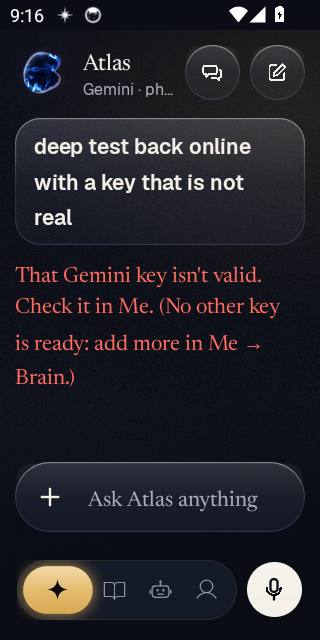 9:16
Atlas
Gemini · ph...
deep test back online
with a key that is not
real
That Gemini key isn't valid.
Check it in Me. (No other key
is ready: add more in Me →
Brain.)
Ask Atlas anything